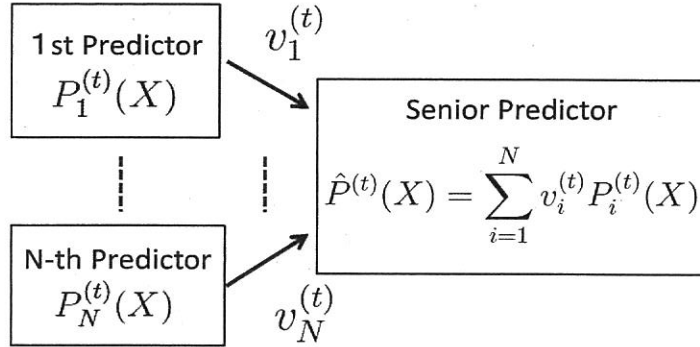 1st Predictor
P_1^{(t)}(X)
v_1^{(t)}
Senior Predictor
\hat{P}^{(t)}(X) = \sum_{i=1}^{N} v_i^{(t)} P_i^{(t)}(X)
N-th Predictor
P_N^{(t)}(X)
v_N^{(t)}